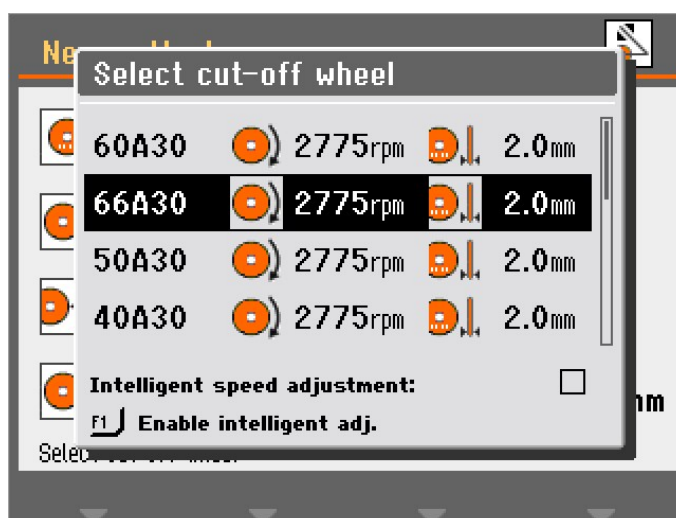 Select cut-off wheel
60A30 2775rpm 2.0mm
66A30 2775rpm 2.0mm
50A30 2775rpm 2.0mm
40A30 2775rpm 2.0mm
Intelligent speed adjustment:
F1 Enable intelligent adj.